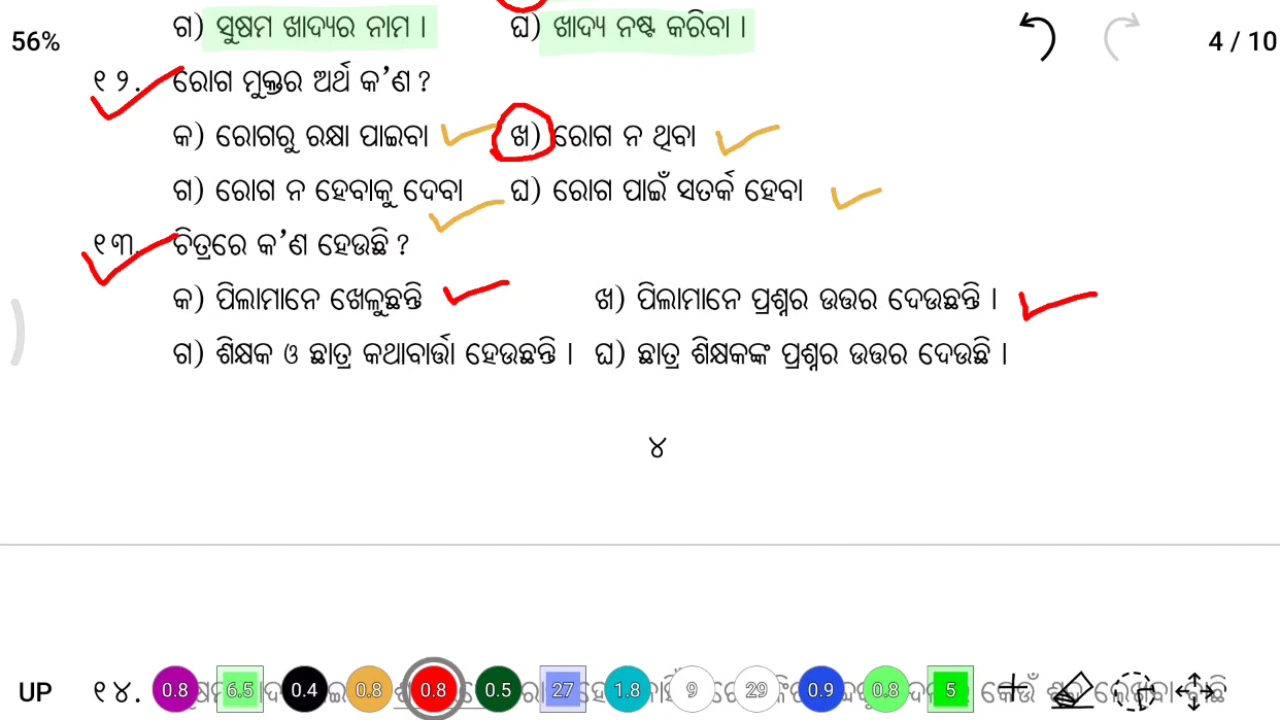 ଗ) ସୁଷମ ଖାଦ୍ୟର ନାମ । ଘ) ଖାଦ୍ୟ ନଷ୍ଟ କରିବା ।
56% 4 / 10
୧୨. ରୋଗ ମୁକ୍ତର ଅର୍ଥ କ’ଣ ?
କ) ରୋଗରୁ ରକ୍ଷା ପାଇବା ଖ) ରୋଗ ନ ଥିବା
ଗ) ରୋଗ ନ ହେବାକୁ ଦେବା ଘ) ରୋଗ ପାଇଁ ସତର୍କ ହେବା
୧୩. ଚିତ୍ରରେ କ’ଣ ହେଉଛି ?
କ) ପିଲାମାନେ ଖେଳୁଛନ୍ତି ଖ) ପିଲାମାନେ ପ୍ରଶ୍ନର ଉତ୍ତର ଦେଉଛନ୍ତି ।
ଗ) ଶିକ୍ଷକ ଓ ଛାତ୍ର କଥାବାର୍ତ୍ତା ହେଉଛନ୍ତି । ଘ) ଛାତ୍ର ଶିକ୍ଷକଙ୍କ ପ୍ରଶ୍ନର ଉତ୍ତର ଦେଉଛି ।
୪
UP ୧୪. 0.8 6.5 0.4 0.8 0.8 0.5 27 1.8 9 29 0.9 0.8 5 କେଉଁ